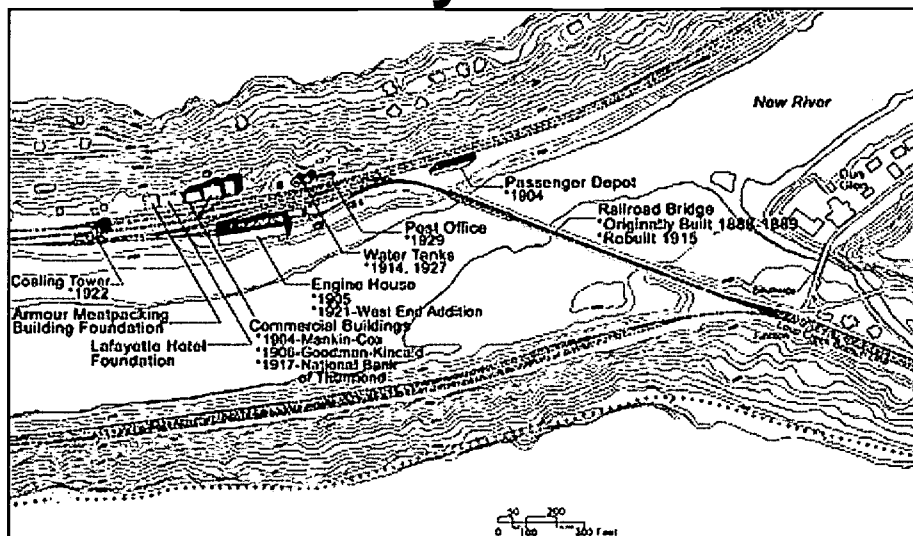 New River
Dun
Glen
Passenger Depot
*1904
Railroad Bridge
*Originally Built 1888-1889
*Rebuilt 1915
Post Office
*1929
Water Tanks
*1914, 1927
Engine House
*1905
*1921-West End Addition
Coaling Tower
*1922
Armour Meatpacking
Building Foundation
Lafayette Hotel
Foundation
Commercial Buildings
*1904-Mankin-Cox
*1906-Goodman-Kincaid
*1917-National Bank
of Thurmond
200
0 100 300 Feet